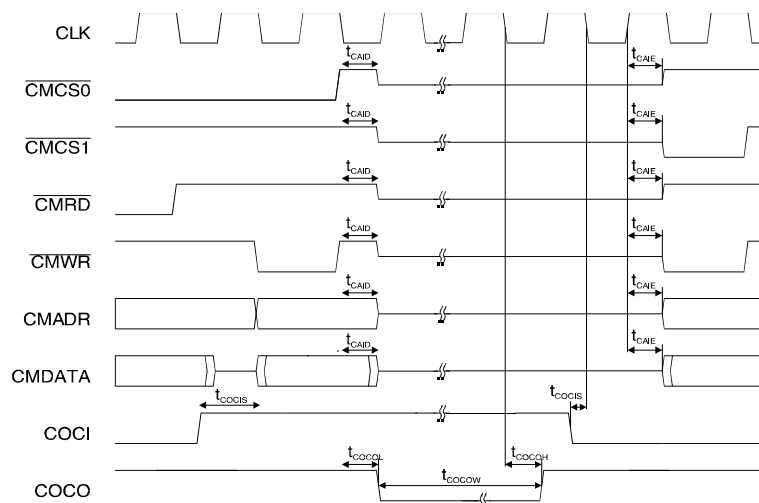 CLK
tCAID tCAIE
CMCS0
tCAID tCAIE
CMCS1
tCAID tCAIE
CMRD
tCAID tCAIE
CMWR
tCAID tCAIE
CMADR
tCAID tCAIE
CMDATA
tCOCIS tCOCIS
COCI
tCOCOL tCOCOW tCOCOH
COCO